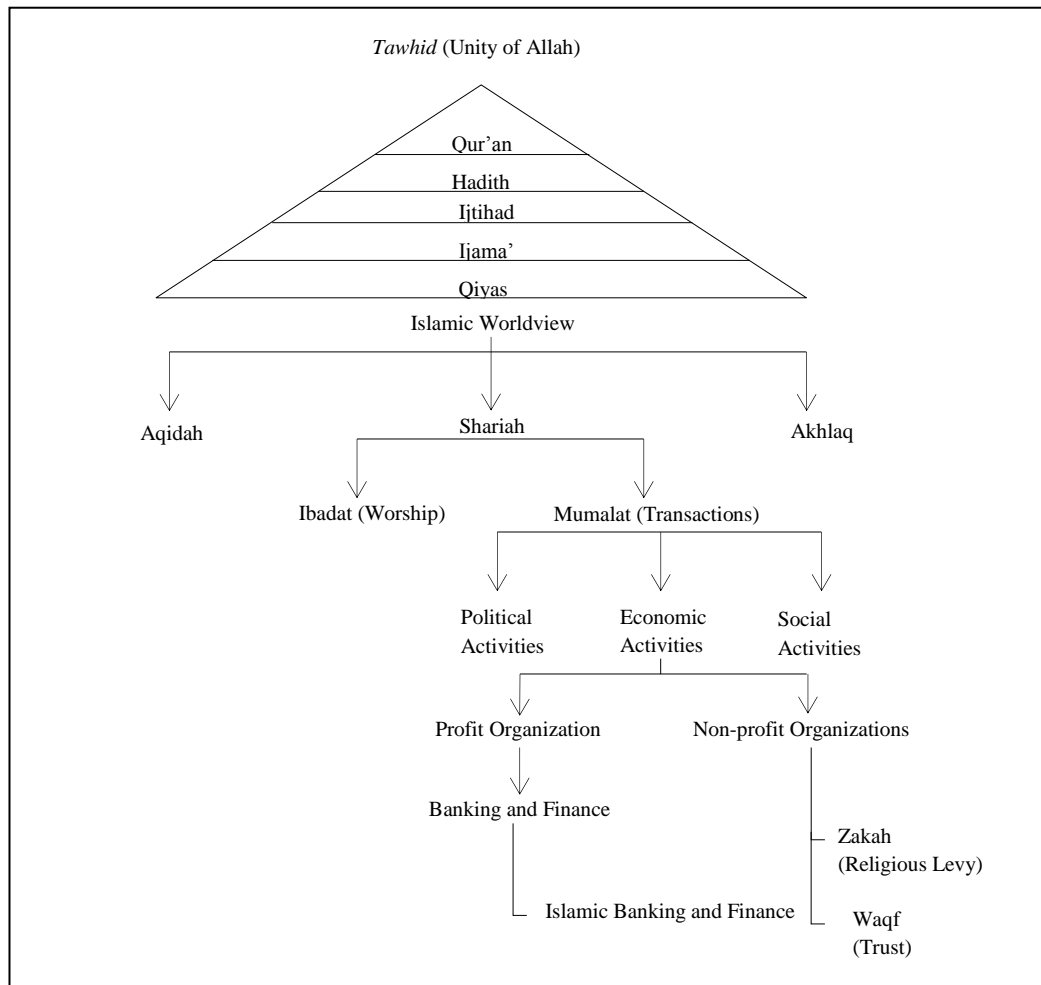 Tawhid (Unity of Allah)
Qur’an
Hadith
Ijtihad
Ijama’
Qiyas
Islamic Worldview
Aqidah
Shariah
Akhlaq
Ibadat (Worship)
Mumalat (Transactions)
Political
Activities
Economic
Activities
Social
Activities
Profit Organization
Non-profit Organizations
Banking and Finance
Zakah
(Religious Levy)
Islamic Banking and Finance
Waqf
(Trust)